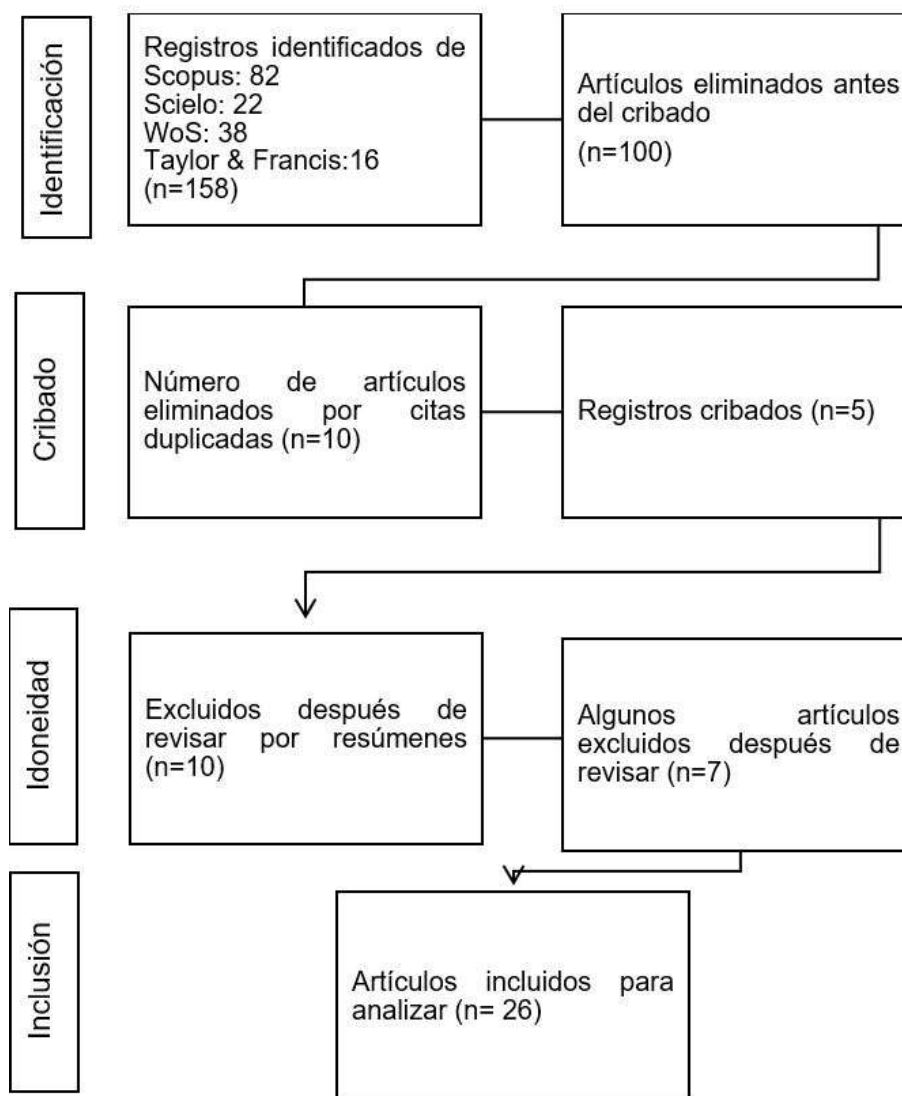 Identificación
Registros identificados de
Scopus: 82
Scielo: 22
WoS: 38
Taylor & Francis:16
(n=158)
Artículos eliminados antes
del cribado
(n=100)
Cribado
Número de artículos
eliminados por citas
duplicadas (n=10)
Registros cribados (n=5)
Idoneidad
Excluidos después de
revisar por resúmenes
(n=10)
Algunos artículos
excluidos después de
revisar (n=7)
Inclusión
Artículos incluidos para
analizar (n= 26)